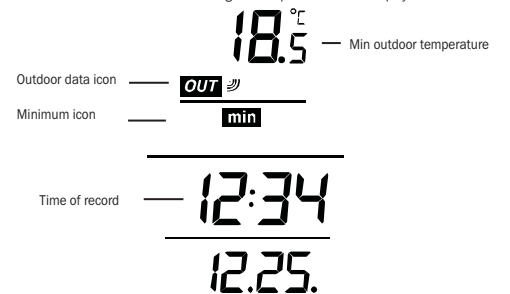 18.5 °C
Min outdoor temperature
Outdoor data icon
OUT
Minimum icon
min
Time of record
12:34
12.25.